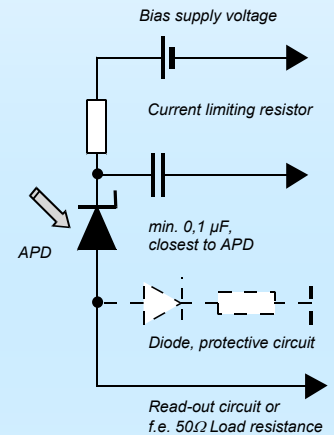 Bias supply voltage
Current limiting resistor
min. 0,1 µF,
closest to APD
APD
Diode, protective circuit
Read-out circuit or
f.e. 50Ω Load resistance